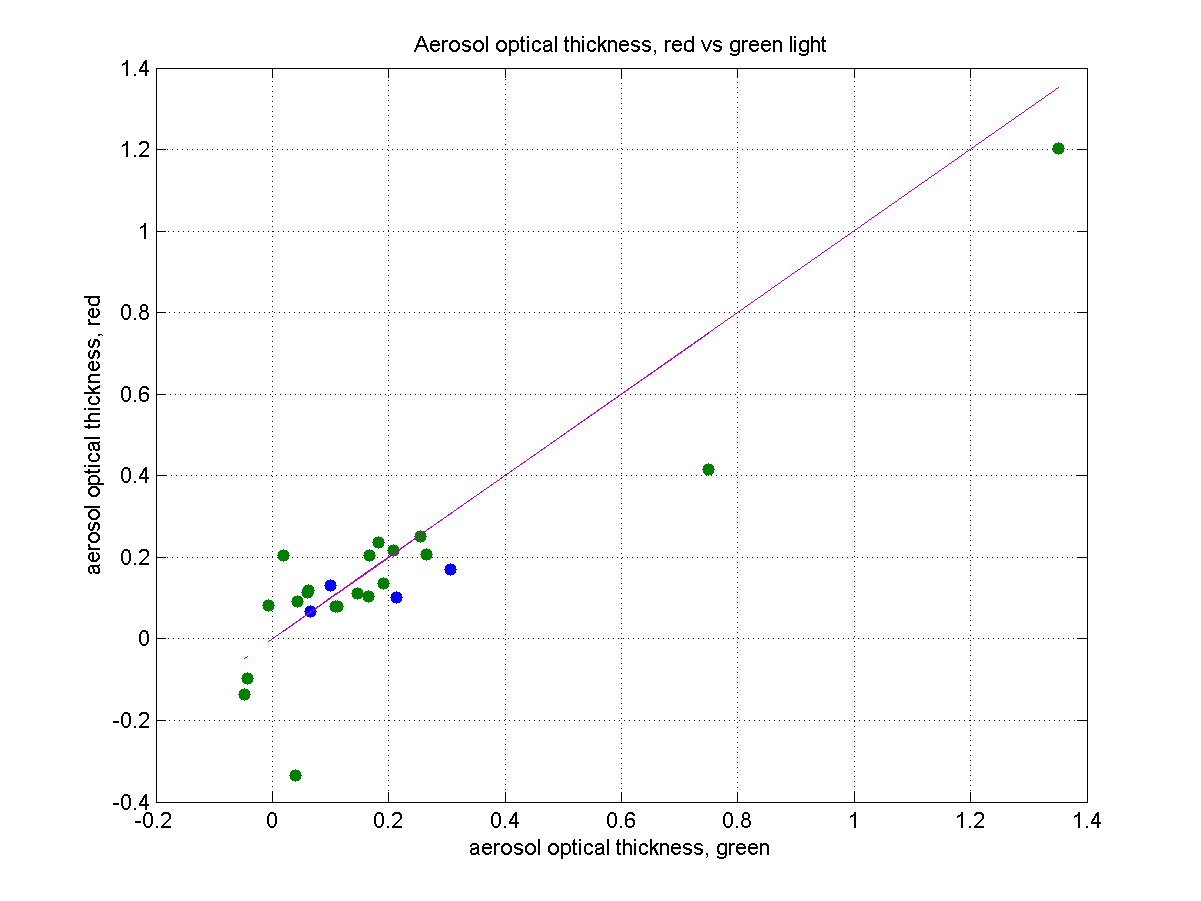 Aerosol optical thickness, red vs green light
1.4
1.2
1
0.8
0.6
0.4
0.2
0
-0.2
-0.4
aerosol optical thickness, red
-0.2 0 0.2 0.4 0.6 0.8 1 1.2 1.4
aerosol optical thickness, green